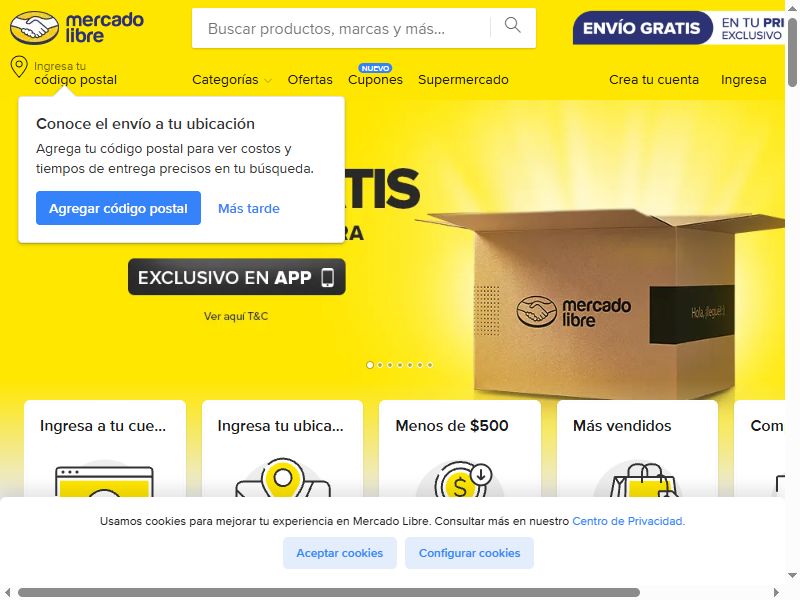 mercado
libre
Buscar productos, marcas y más...
ENVÍO GRATIS
EN TU PRI
EXCLUSIVO
Ingresa tu
código postal
Categorías
Ofertas
NUEVO
Cupones
Supermercado
Crea tu cuenta
Ingresa
Conoce el envío a tu ubicación
Agrega tu código postal para ver costos y
tiempos de entrega precisos en tu búsqueda.
Agregar código postal
Más tarde
TIS
RA
EXCLUSIVO EN APP
Ver aquí T&C
mercado
libre
Hola, ¡llegué! :)
Ingresa a tu cue...
Ingresa tu ubica...
Menos de $500
Más vendidos
Com
Usamos cookies para mejorar tu experiencia en Mercado Libre. Consultar más en nuestro Centro de Privacidad.
Aceptar cookies
Configurar cookies